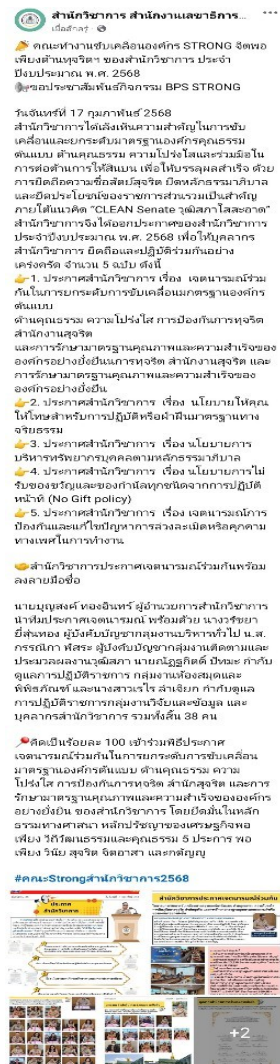 สำนักวิชาการ สำนักงานเลขาธิการ...
เมื่อสักครู่
คณะทำงานขับเคลื่อนองค์กร STRONG จิตพอ
เพียงต้านทุจริตฯ ของสำนักวิชาการ ประจำ
ปีงบประมาณ พ.ศ. 2568
ขอประชาสัมพันธ์กิจกรรม BPS STRONG
วันจันทร์ที่ 17 กุมภาพันธ์ 2568
สำนักวิชาการได้เล็งเห็นความสำคัญในการขับ
เคลื่อนและยกระดับมาตรฐานองค์กรคุณธรรม
ต้นแบบ ด้านคุณธรรม ความโปร่งใสและร่วมมือใน
การต่อต้านการให้สินบน เพื่อให้บรรลุผลสำเร็จ ด้วย
การยึดถือความซื่อสัตย์สุจริต ยึดหลักธรรมาภิบาล
และยึดประโยชน์ของราชการส่วนรวมเป็นสำคัญ
ภายใต้แนวคิด “CLEAN Senate วุฒิสภาใสสะอาด”
สำนักวิชาการจึงได้ออกประกาศของสำนักวิชาการ
ประจำปีงบประมาณ พ.ศ. 2568 เพื่อให้บุคลากร
สำนักวิชาการ ยึดถือและปฏิบัติร่วมกันอย่าง
เคร่งครัด จำนวน 5 ฉบับ ดังนี้
1. ประกาศสำนักวิชาการ เรื่อง เจตนารมณ์ร่วม
กันในการยกระดับการขับเคลื่อนมาตรฐานองค์กร
ต้นแบบ
ด้านคุณธรรม ความโปร่งใส การป้องกันการทุจริต
สำนักงานสุจริต
และการรักษามาตรฐานคุณภาพและความสำเร็จของ
องค์กรอย่างยั่งยืนนการทุจริต สำนักงานสุจริต และ
การรักษามาตรฐานคุณภาพและความสำเร็จของ
องค์กรอย่างยั่งยืน
2. ประกาศสำนักวิชาการ เรื่อง นโยบายให้คุณ
ให้โทษสำหรับการปฏิบัติหรือฝ่าฝืนมาตรฐานทาง
จริยธรรม
3. ประกาศสำนักวิชาการ เรื่อง นโยบายการ
บริหารทรัพยากรบุคคลตามหลักธรรมาภิบาล
4. ประกาศสำนักวิชาการ เรื่อง นโยบายการไม่
รับของขวัญและของกำนัลทุกชนิดจากการปฏิบัติ
หน้าที่ (No Gift policy)
5. ประกาศสำนักวิชาการ เรื่อง เจตนารมณ์การ
ป้องกันและแก้ไขปัญหาการล่วงละเมิดหรือคุกคาม
ทางเพศในการทำงาน
สำนักวิชาการประกาศเจตนารมณ์ร่วมกันพร้อม
ลงลายมือชื่อ
นายบุญสงค์ ทองอินทร์ ผู้อำนวยการสำนักวิชาการ
นำทีมประกาศเจตนารมณ์ พร้อมด้วย นางวรัชยา
ยี่สุ่นทอง ผู้บังคับบัญชากลุ่มงานบริหารทั่วไป น.ส.
กรรณิกา ฟัสระ ผู้บังคับบัญชากลุ่มงานติดตามและ
ประมวลผลงานวุฒิสภา นายณัฏฐกิตติ์ ปัทมะ กำกับ
ดูแลการปฏิบัติราชการ กลุ่มงานห้องสมุดและ
พิพิธภัณฑ์ และนางสาวเรไร ลำเจียก กำกับดูแล
การปฏิบัติราชการกลุ่มงานวิจัยและข้อมูล และ
บุคลากรสำนักวิชาการ รวมทั้งสิ้น 38 คน
คิดเป็นร้อยละ 100 เข้าร่วมพิธีประกาศ
เจตนารมณ์ร่วมกันในการยกระดับการขับเคลื่อน
มาตรฐานองค์กรต้นแบบ ด้านคุณธรรม ความ
โปร่งใส การป้องกันการทุจริต สำนักสุจริต และการ
รักษามาตรฐานคุณภาพและความสำเร็จขององค์กร
อย่างยั่งยืน ของสำนักวิชาการ โดยยึดมั่นในหลัก
ธรรมทางศาสนา หลักปรัชญาของเศรษฐกิจพอ
เพียง วิถีวัฒนธรรมและคุณธรรม 5 ประการ พอ
เพียง วินัย สุจริต จิตอาสา และกตัญญู
#คณะStrongสำนักวิชาการ2568
ประกาศ
สำนักวิชาการ
สำนักวิชาการประกาศเจตนารมณ์ร่วมกัน
+2